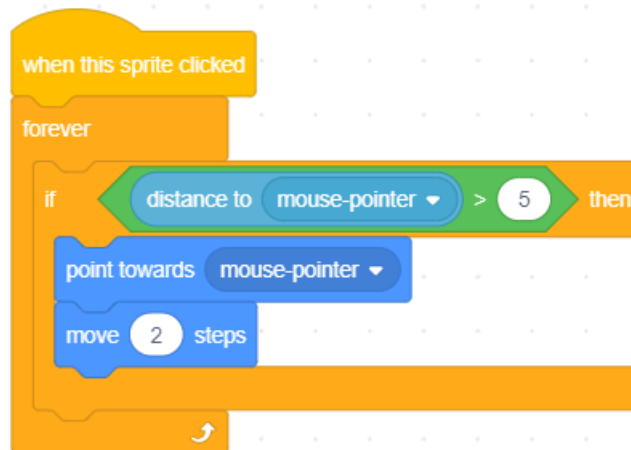 when this sprite clicked
forever
if distance to mouse-pointer > 5 then
point towards mouse-pointer
move 2 steps